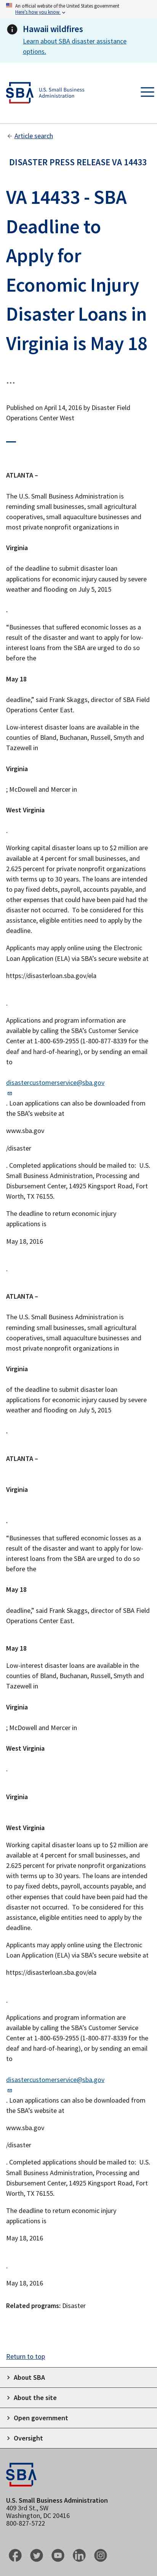 An official website of the United States government
Here's how you know
Hawaii wildfires
Learn about SBA disaster assistance
options.
SBA
U.S. Small Business
Administration
Article search
DISASTER PRESS RELEASE VA 14433
VA 14433 - SBA
Deadline to
Apply for
Economic Injury
Disaster Loans in
Virginia is May 18
...
Published on April 14, 2016 by Disaster Field
Operations Center West
ATLANTA –
The U.S. Small Business Administration is
reminding small businesses, small agricultural
cooperatives, small aquaculture businesses and
most private nonprofit organizations in
Virginia
of the deadline to submit disaster loan
applications for economic injury caused by severe
weather and flooding on July 5, 2015
.
“Businesses that suffered economic losses as a
result of the disaster and want to apply for low-
interest loans from the SBA are urged to do so
before the
May 18
deadline,” said Frank Skaggs, director of SBA Field
Operations Center East.
Low-interest disaster loans are available in the
counties of Bland, Buchanan, Russell, Smyth and
Tazewell in
Virginia
; McDowell and Mercer in
West Virginia
.
Working capital disaster loans up to $2 million are
available at 4 percent for small businesses, and
2.625 percent for private nonprofit organizations
with terms up to 30 years. The loans are intended
to pay fixed debts, payroll, accounts payable, and
other expenses that could have been paid had the
disaster not occurred.  To be considered for this
assistance, eligible entities need to apply by the
deadline.
Applicants may apply online using the Electronic
Loan Application (ELA) via SBA’s secure website at
https://disasterloan.sba.gov/ela
.
Applications and program information are
available by calling the SBA’s Customer Service
Center at 1-800-659-2955 (1-800-877-8339 for the
deaf and hard-of-hearing), or by sending an email
to
disastercustomerservice@sba.gov
. Loan applications can also be downloaded from
the SBA’s website at
www.sba.gov
/disaster
. Completed applications should be mailed to:  U.S.
Small Business Administration, Processing and
Disbursement Center, 14925 Kingsport Road, Fort
Worth, TX 76155.
The deadline to return economic injury
applications is
May 18, 2016
.
ATLANTA –
The U.S. Small Business Administration is
reminding small businesses, small agricultural
cooperatives, small aquaculture businesses and
most private nonprofit organizations in
Virginia
of the deadline to submit disaster loan
applications for economic injury caused by severe
weather and flooding on July 5, 2015
.
ATLANTA –
Virginia
.
“Businesses that suffered economic losses as a
result of the disaster and want to apply for low-
interest loans from the SBA are urged to do so
before the
May 18
deadline,” said Frank Skaggs, director of SBA Field
Operations Center East.
May 18
Low-interest disaster loans are available in the
counties of Bland, Buchanan, Russell, Smyth and
Tazewell in
Virginia
; McDowell and Mercer in
West Virginia
.
Virginia
West Virginia
Working capital disaster loans up to $2 million are
available at 4 percent for small businesses, and
2.625 percent for private nonprofit organizations
with terms up to 30 years. The loans are intended
to pay fixed debts, payroll, accounts payable, and
other expenses that could have been paid had the
disaster not occurred.  To be considered for this
assistance, eligible entities need to apply by the
deadline.
Applicants may apply online using the Electronic
Loan Application (ELA) via SBA’s secure website at
https://disasterloan.sba.gov/ela
.
Applications and program information are
available by calling the SBA’s Customer Service
Center at 1-800-659-2955 (1-800-877-8339 for the
deaf and hard-of-hearing), or by sending an email
to
disastercustomerservice@sba.gov
. Loan applications can also be downloaded from
the SBA’s website at
www.sba.gov
/disaster
. Completed applications should be mailed to:  U.S.
Small Business Administration, Processing and
Disbursement Center, 14925 Kingsport Road, Fort
Worth, TX 76155.
The deadline to return economic injury
applications is
May 18, 2016
.
May 18, 2016
Related programs: Disaster
Return to top
About SBA
About the site
Open government
Oversight
SBA
U.S. Small Business Administration
409 3rd St., SW
Washington, DC 20416
800-827-5722